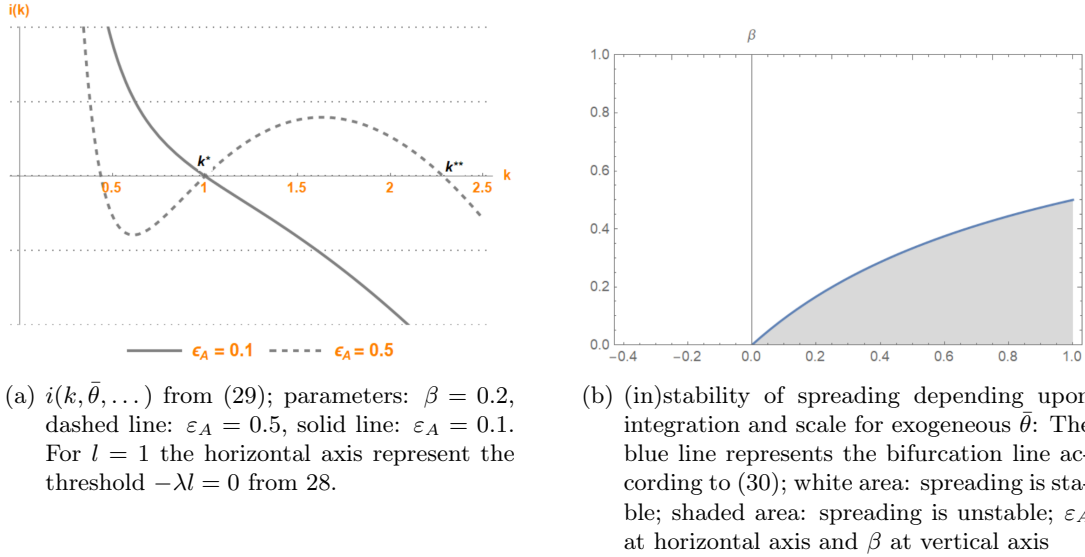 i(k)
k*
k**
0.5
1
1.5
2
2.5
k
ϵA = 0.1
ϵA = 0.5
(a) i(k, θ̄, . . . ) from (29); parameters: β = 0.2,
dashed line: εA = 0.5, solid line: εA = 0.1.
For l = 1 the horizontal axis represent the
threshold −λl = 0 from 28.
β
1.0
0.8
0.6
0.4
0.2
0.0
−0.4
−0.2
0.0
0.2
0.4
0.6
0.8
1.0
(b) (in)stability of spreading depending upon
integration and scale for exogeneous θ̄: The
blue line represents the bifurcation line ac-
cording to (30); white area: spreading is sta-
ble; shaded area: spreading is unstable; εA
at horizontal axis and β at vertical axis